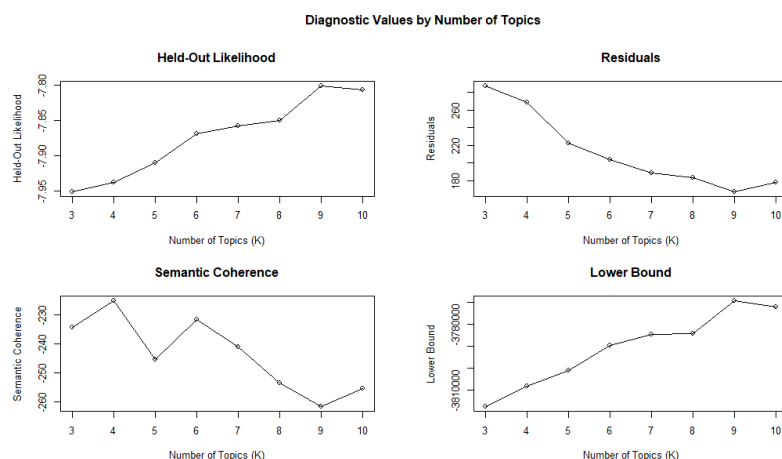 Diagnostic Values by Number of Topics
Held-Out Likelihood
Held-Out Likelihood
-7.80
-7.85
-7.90
-7.95
3 4 5 6 7 8 9 10
Number of Topics (K)
Residuals
Residuals
260
220
180
3 4 5 6 7 8 9 10
Number of Topics (K)
Semantic Coherence
Semantic Coherence
-230
-240
-250
-260
3 4 5 6 7 8 9 10
Number of Topics (K)
Lower Bound
Lower Bound
-3780000
-3810000
3 4 5 6 7 8 9 10
Number of Topics (K)